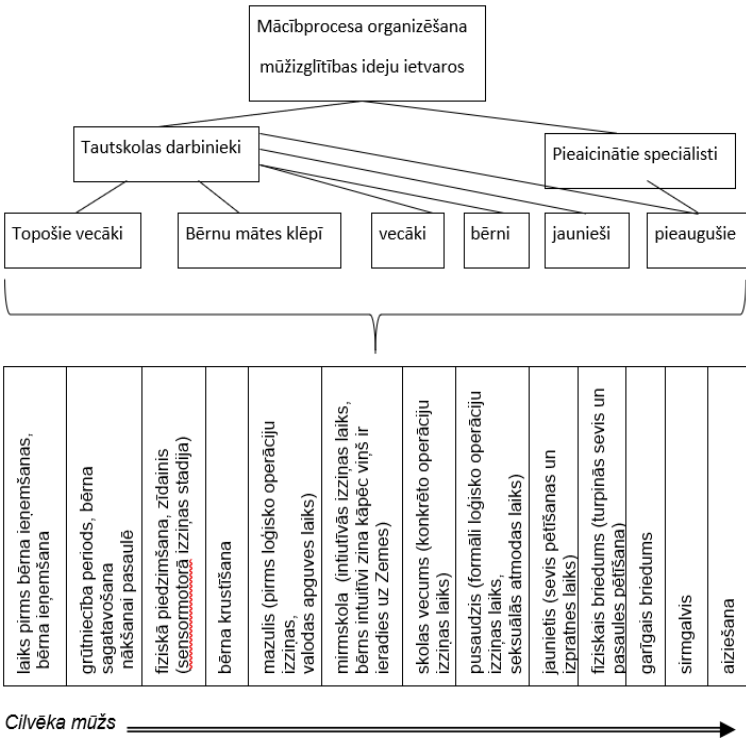 Mācībprocesa organizēšana
mūžizglītības ideju ietvaros
Tautskolas darbinieki
Pieaicinātie speciālisti
Topošie vecāki
Bērnu mātes klēpī
vecāki
bērni
jaunieši
pieaugušie
laiks pirms bērna ieņemšanas,
bērna ieņemšana
grūtniecība periods, bērna
sagatavošana
nākšanai pasaulē
fiziskā piedzimšana, zīdainis
(sensormotorā izziņas stadija)
bērna kristīšana
mazulis (pirms loģisko operāciju
izziņas,
valodas apguves laiks)
mirmskola (intiutīvās izziņas laiks,
bērns intuitīvi zina kāpēc viņš ir
ieradies uz Zemes)
skolas vecums (konkrēto operāciju
izziņas laiks)
pusaudzis (formāli loģisko operāciju
izziņas laiks,
seksuālās atmodas laiks)
jaunietis (sevis pētīšanas un
izpratnes laiks)
fiziskais briedums (turpinās sevis un
pasaules pētīšana)
garīgais briedums
sirmgalvis
aiziešana
Cilvēka mūžs